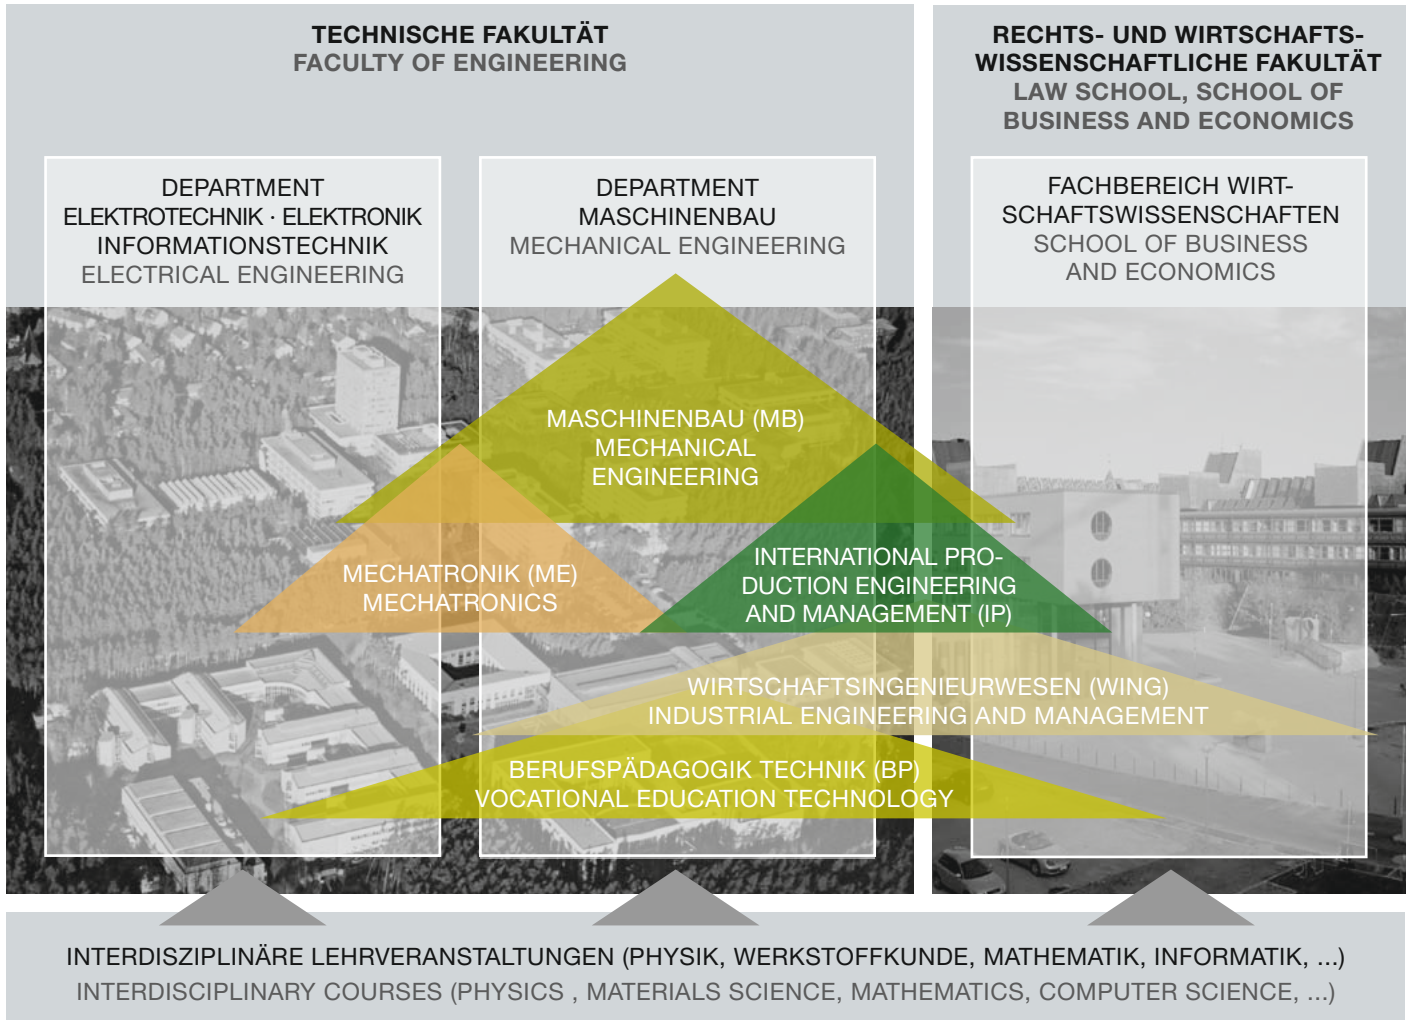 TECHNISCHE FAKULTÄT
FACULTY OF ENGINEERING
RECHTS- UND WIRTSCHAFTS-
WISSENSCHAFTLICHE FAKULTÄT
LAW SCHOOL, SCHOOL OF
BUSINESS AND ECONOMICS
DEPARTMENT
ELEKTROTECHNIK · ELEKTRONIK
INFORMATIONSTECHNIK
ELECTRICAL ENGINEERING
DEPARTMENT
MASCHINENBAU
MECHANICAL ENGINEERING
FACHBEREICH WIRT-
SCHAFTSWISSENSCHAFTEN
SCHOOL OF BUSINESS
AND ECONOMICS
MASCHINENBAU (MB)
MECHANICAL
ENGINEERING
MECHATRONIK (ME)
MECHATRONICS
INTERNATIONAL PRO-
DUCTION ENGINEERING
AND MANAGEMENT (IP)
WIRTSCHAFTSINGENIEURWESEN (WING)
INDUSTRIAL ENGINEERING AND MANAGEMENT
BERUFSPÄDAGOGIK TECHNIK (BP)
VOCATIONAL EDUCATION TECHNOLOGY
INTERDISZIPLINÄRE LEHRVERANSTALTUNGEN (PHYSIK, WERKSTOFFKUNDE, MATHEMATIK, INFORMATIK, ...)
INTERDISCIPLINARY COURSES (PHYSICS , MATERIALS SCIENCE, MATHEMATICS, COMPUTER SCIENCE, ...)